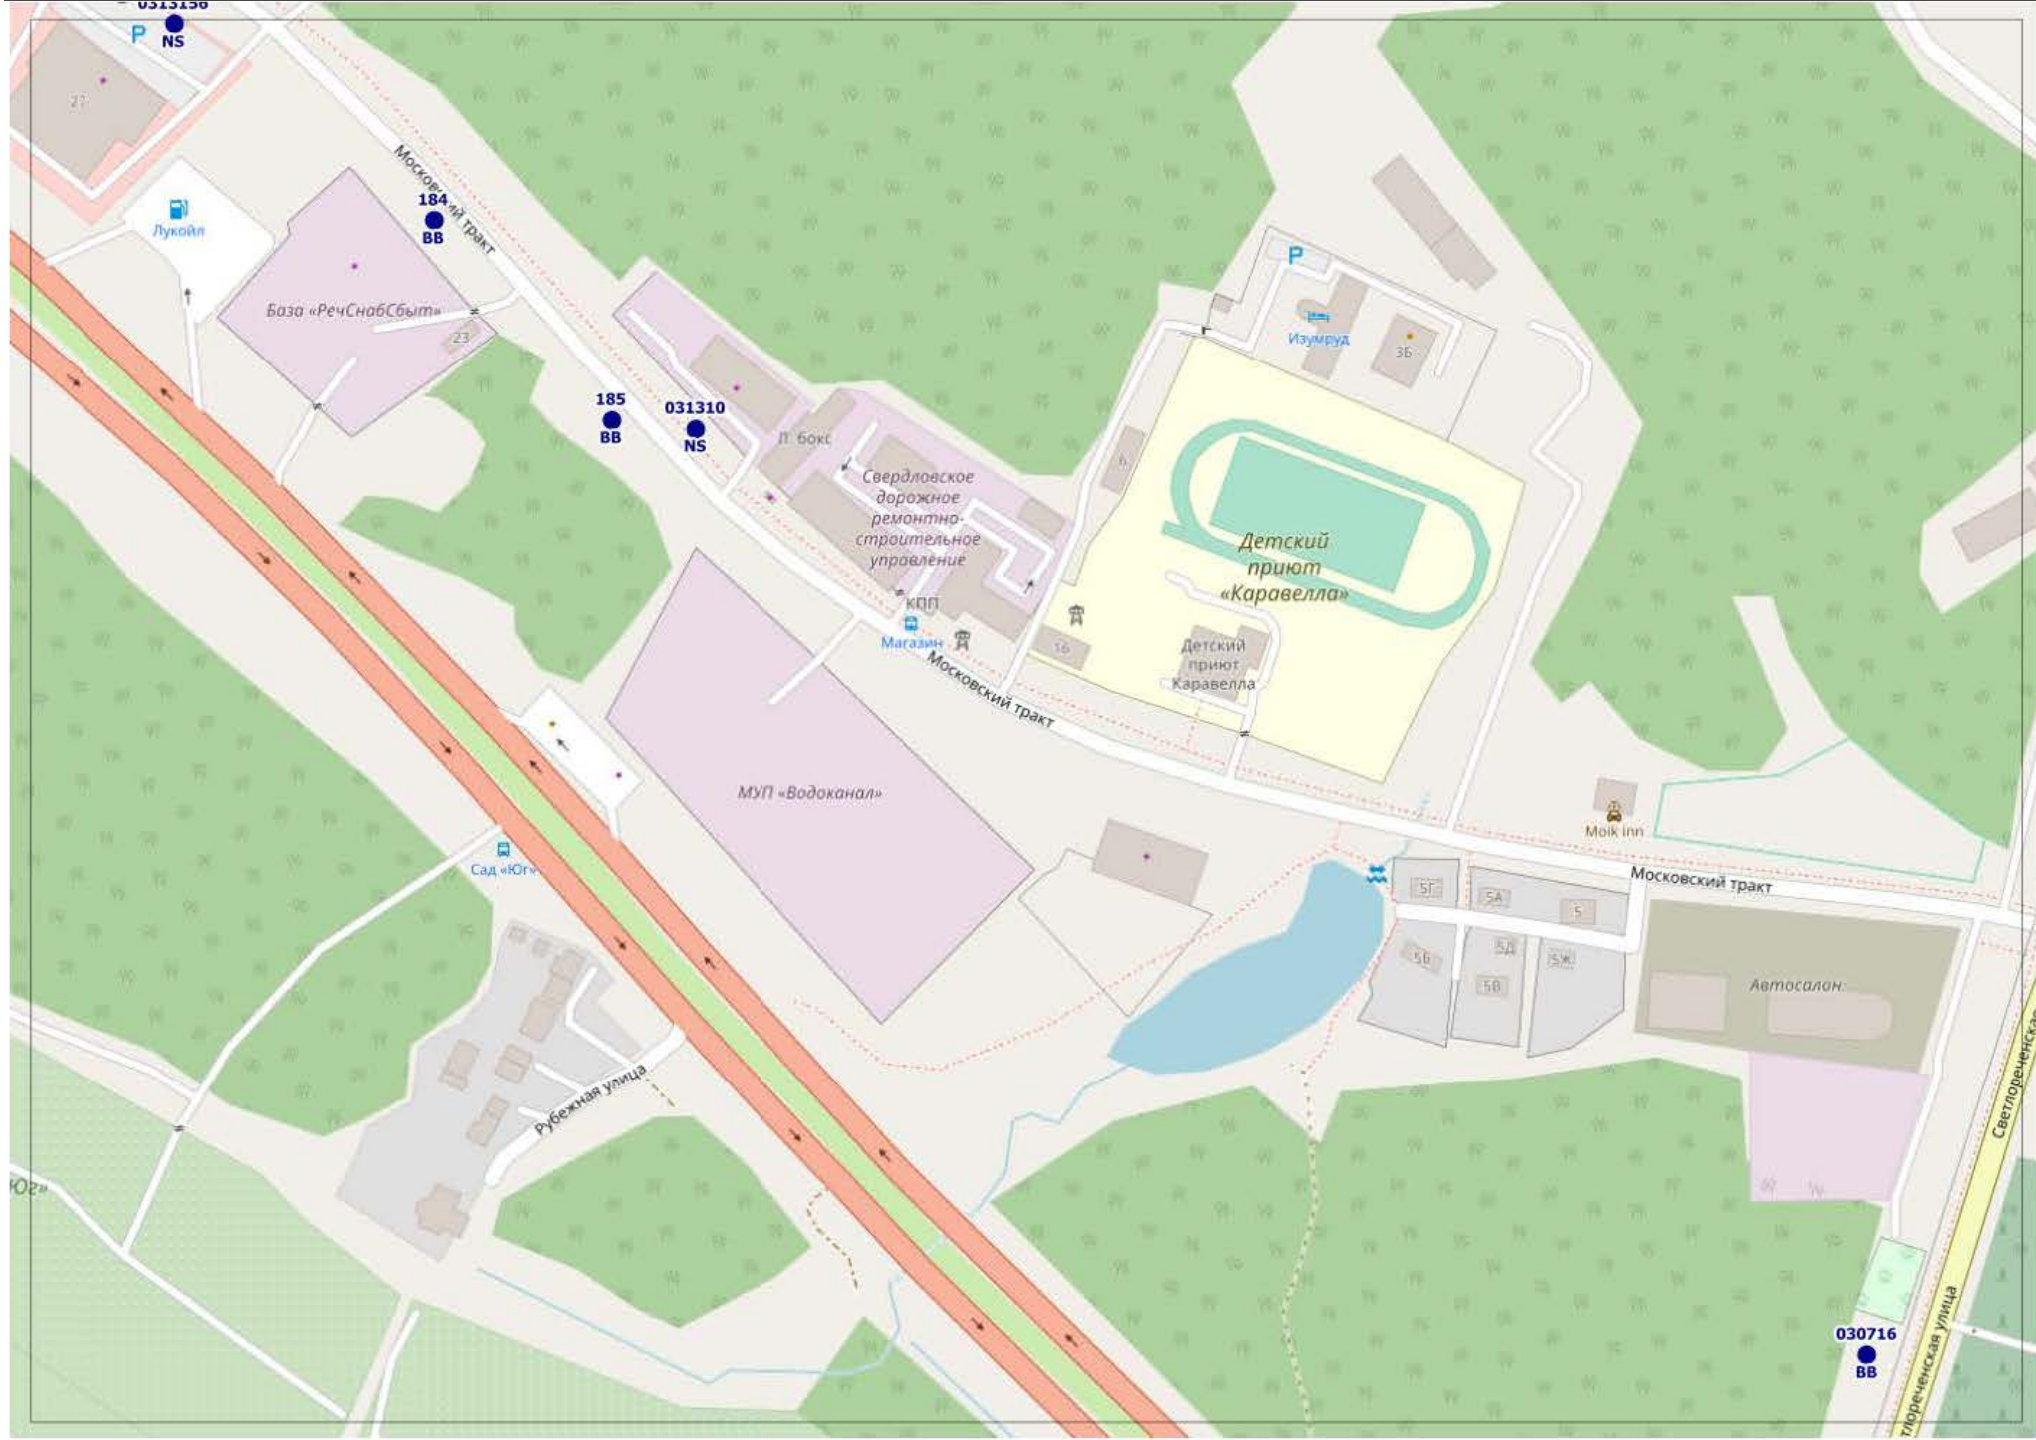 0313156
P
NS
27
Московский тракт
184
BB
Лукойл
База «РечСнабСбыт»
23
P
Изумруд
3Б
185
BB
031310
NS
П. бокс
6
Свердловское
дорожное
ремонтно-
строительное
управление
Детский
приют
«Каравелла»
КПП
Магазин
16
Детский
приют
Каравелла
Московский тракт
МУП «Водоканал»
Moik inn
Сад «Юг»
Московский тракт
5Г
5А
5
5Б
5Д
5Ж
5В
Автосалон
Рубежная улица
Светлореченская
Юг»
030716
BB
тлореченская улица